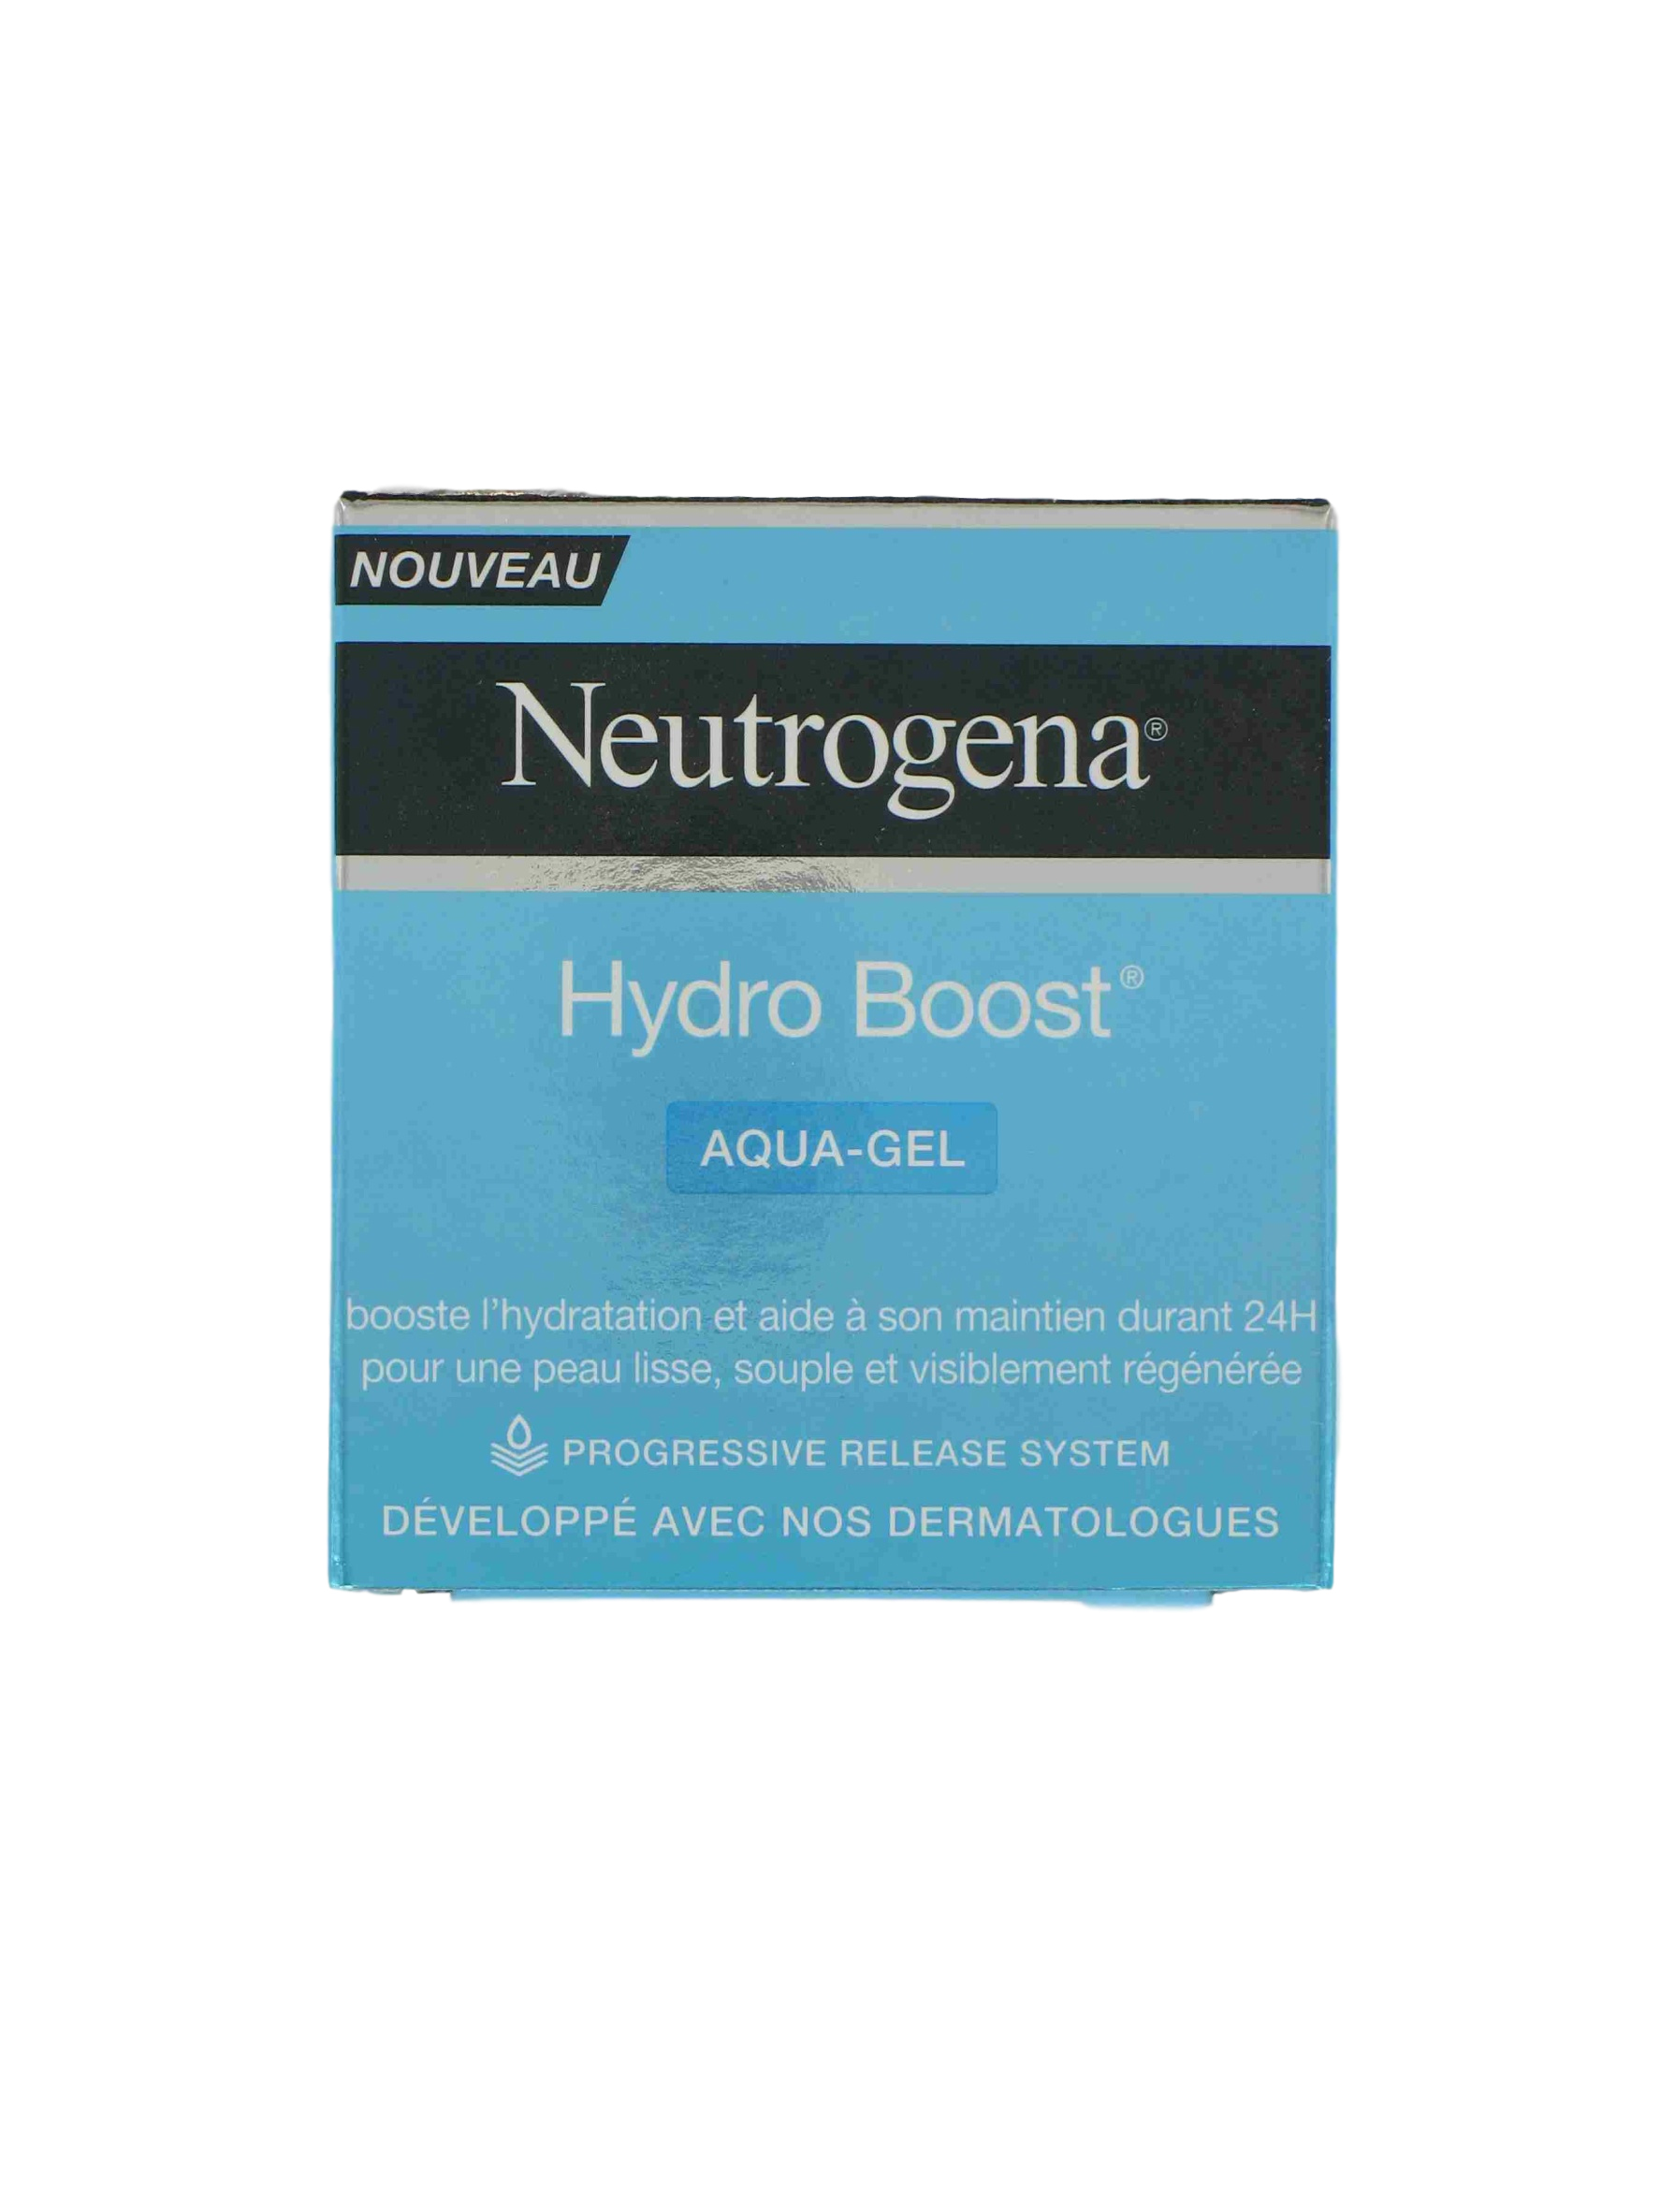 NOUVEAU
Neutrogena®
Hydro Boost®
AQUA-GEL
booste l'hydratation et aide à son maintien durant 24H
pour une peau lisse, souple et visiblement régénérée
PROGRESSIVE RELEASE SYSTEM
DÉVELOPPÉ AVEC NOS DERMATOLOGUES